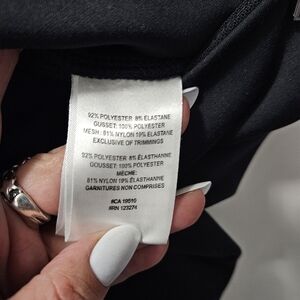 92% POLYESTER 8% ELASTANE
GUSSET: 100% POLYESTER
MESH: 81% NYLON 19% ELASTANE
EXCLUSIVE OF TRIMMINGS
92% POLYESTER 8% ÉLASTHANNE
GOUSSET: 100% POLYESTER
MÈCHE:
81% NYLON 19% ÉLASTHANNE
GARNITURES NON COMPRISES
#CA 19510
#RN 123274